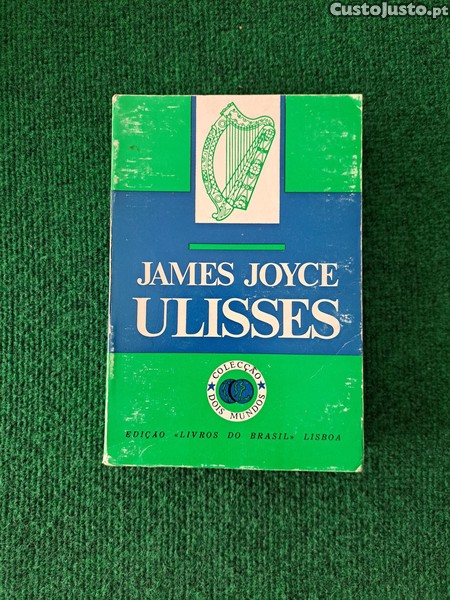 CustoJusto.pt
JAMES JOYCE
ULISSES
COLECÇÃO
DOIS MUNDOS
EDIÇÃO «LIVROS DO BRASIL» LISBOA